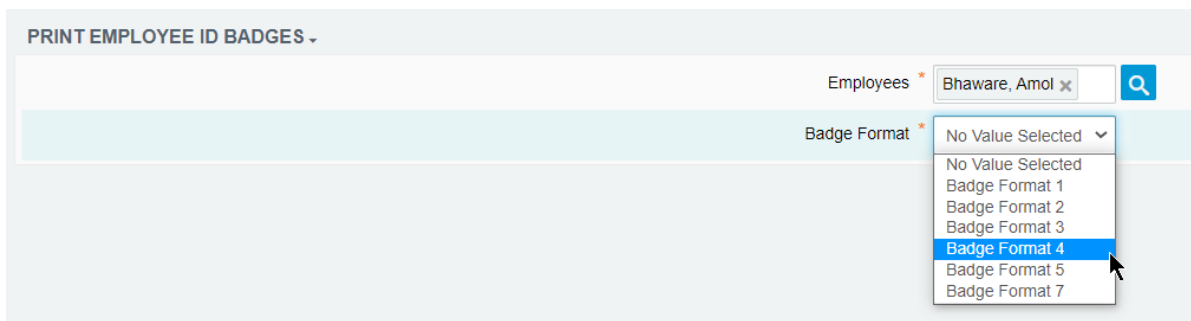 PRINT EMPLOYEE ID BADGES
Employees * Bhaware, Amol ×
Badge Format * No Value Selected
No Value Selected
Badge Format 1
Badge Format 2
Badge Format 3
Badge Format 4
Badge Format 5
Badge Format 7